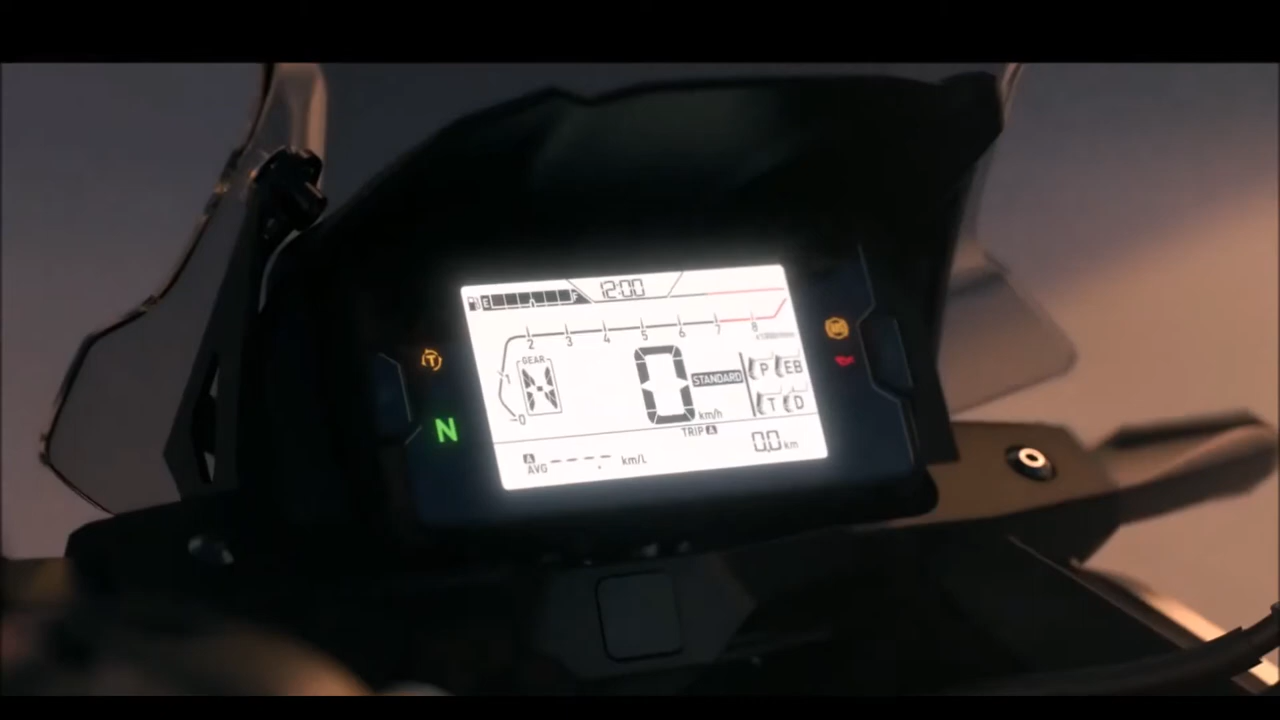 E F 12:00
1 2 3 4 5 6 7 8
GEAR
N
0
0 km/h
STANDARD
P EB
T D
T
N
TRIP A
0.0 km
A
AVG --- --.- km/L